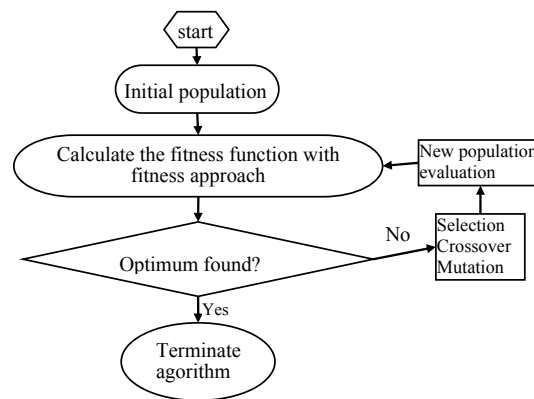 start
Initial population
Calculate the fitness function with
fitness approach
New population
evaluation
No
Selection
Crossover
Mutation
Optimum found?
Yes
Terminate
agorithm